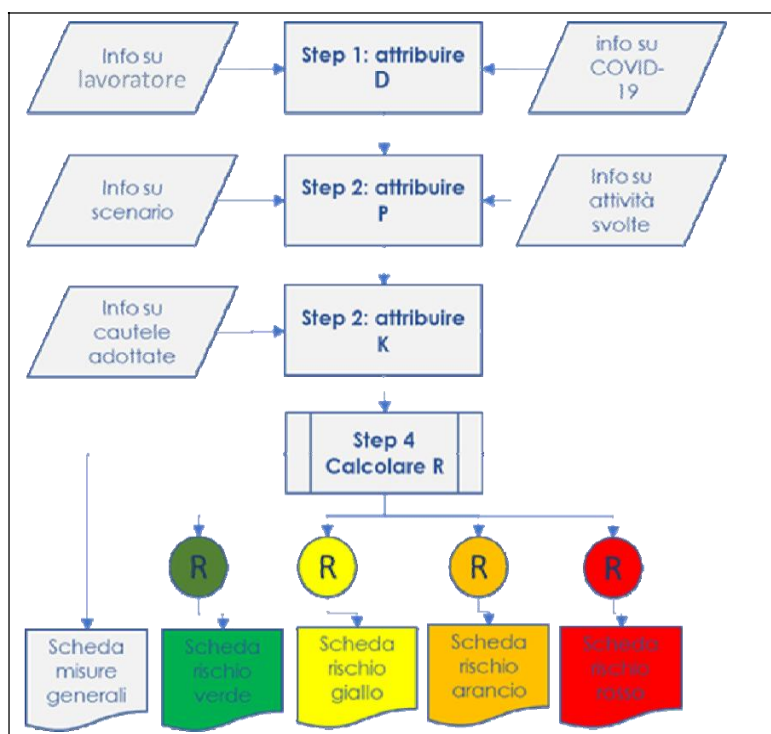 Info su
lavoratore
Step 1: attribuire
D
info su
COVID-
19
Info su
scenario
Step 2: attribuire
P
Info su
attività
svolte
Info su
cautele
adottate
Step 2: attribuire
K
Step 4
Calcolare R
R
R
R
R
Scheda
misure
generali
Scheda
rischio
verde
Scheda
rischio
giallo
Scheda
rischio
arancio
Scheda
rischio
rosso